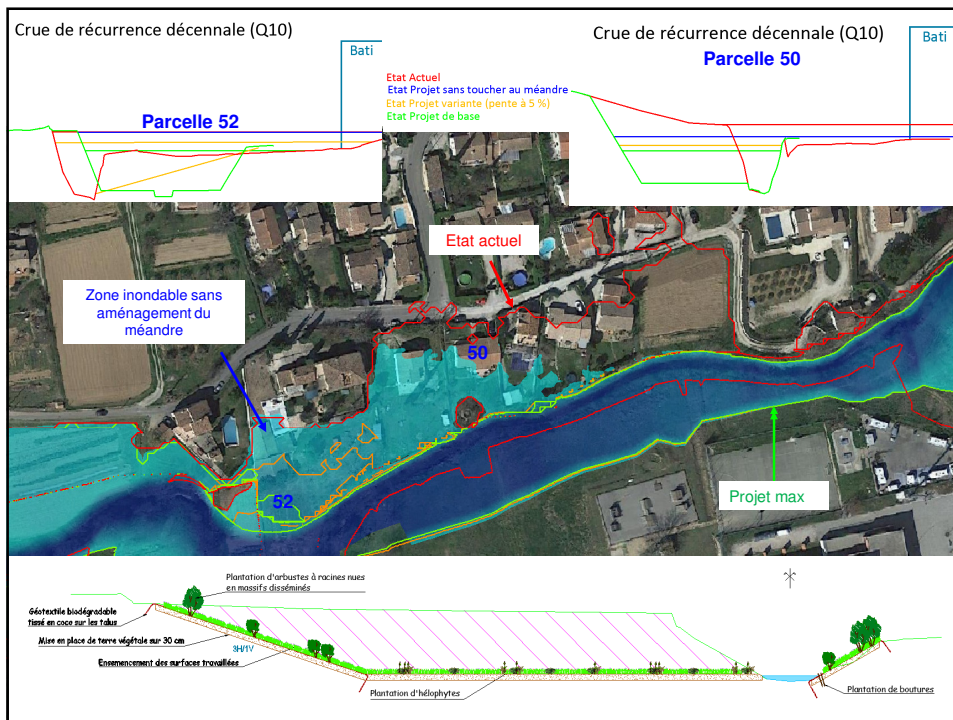 Crue de récurrence décennale (Q10)
Bati
Parcelle 52
Etat Actuel
Etat Projet sans toucher au méandre
Etat Projet variante (pente à 5 %)
Etat Projet de base
Crue de récurrence décennale (Q10)
Parcelle 50
Bati
Etat actuel
Zone inondable sans
aménagement du
méandre
50
52
Projet max
Plantation d'arbustes à racines nues
en massifs disséminés
Géotextile biodégradable
tissé en coco sur les talus
Mise en place de terre végétale sur 30 cm
3H/1V
Ensemencement des surfaces travaillées
Plantation d'hélophytes
Plantation de boutures